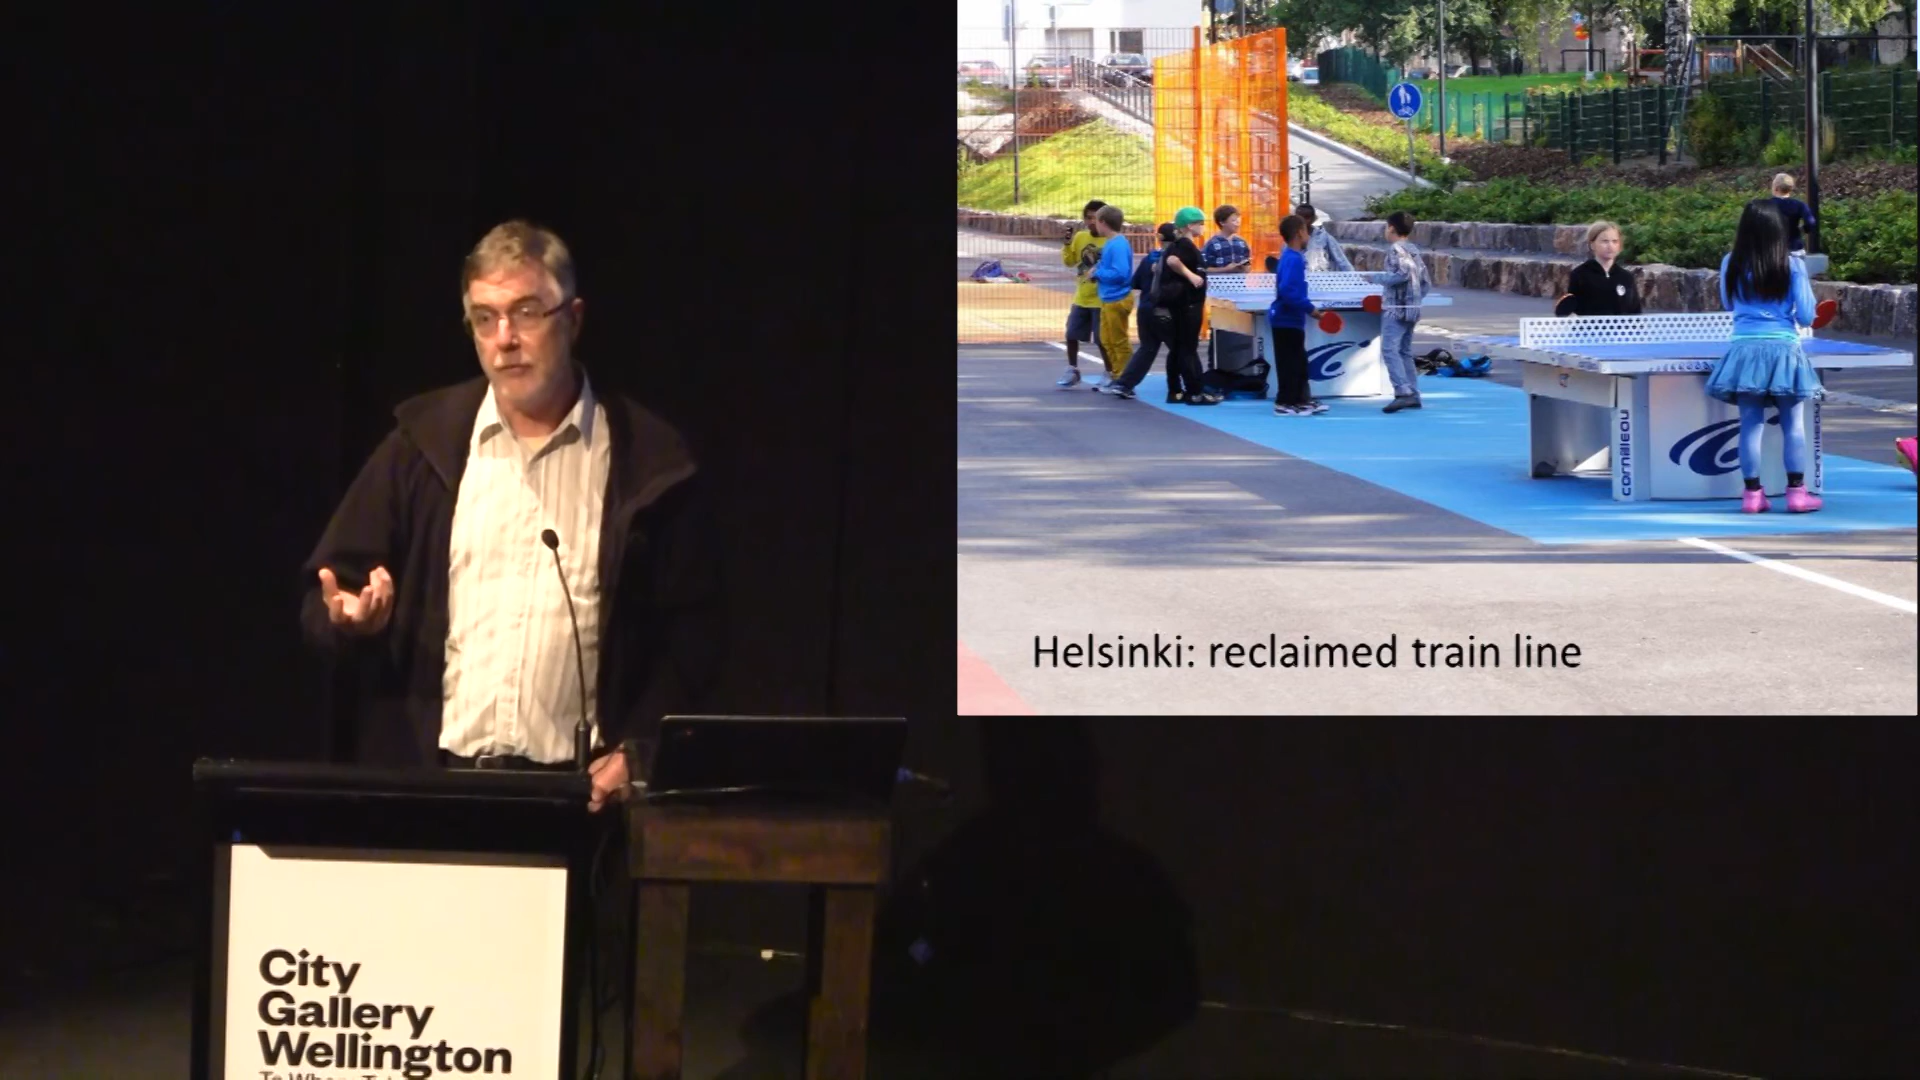 Helsinki: reclaimed train line
cornilleau
cornilleau
City
Gallery
Wellington